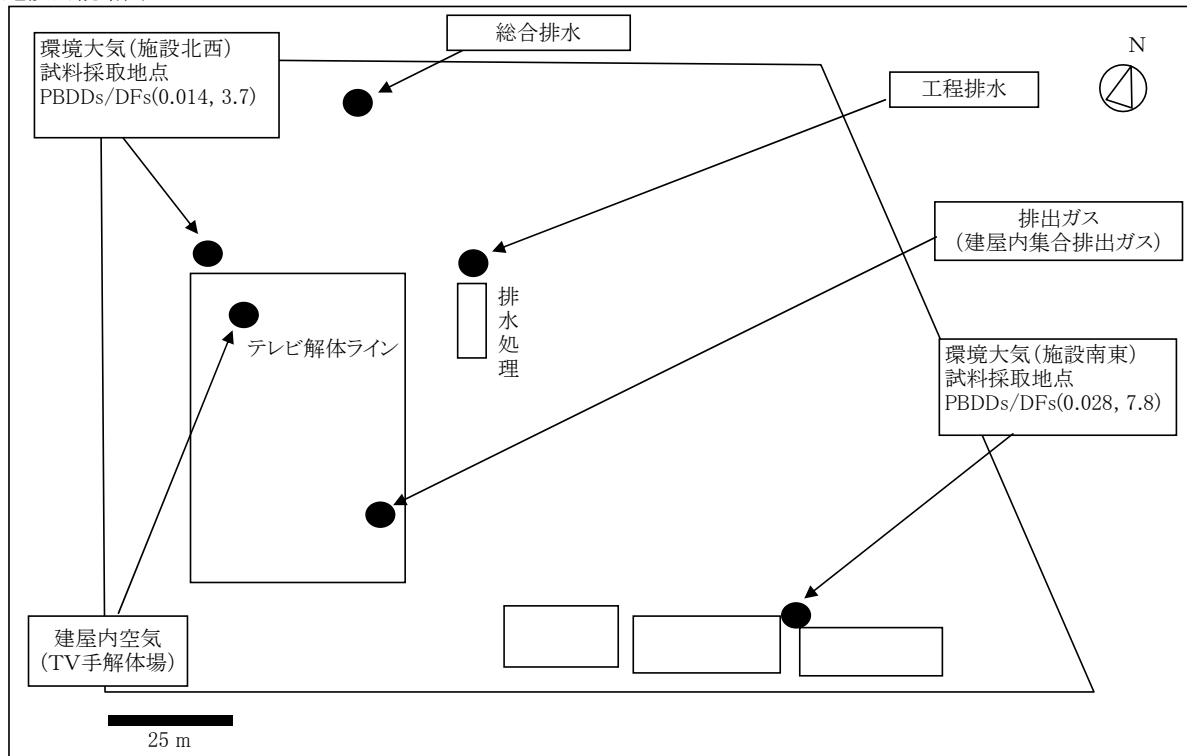 環境大気(施設北西)
試料採取地点
PBDDs/DFs(0.014, 3.7)
総合排水
N
工程排水
排出ガス
(建屋内集合排出ガス)
排水処理
テレビ解体ライン
環境大気(施設南東)
試料採取地点
PBDDs/DFs(0.028, 7.8)
建屋内空気
(TV手解体場)
25 m